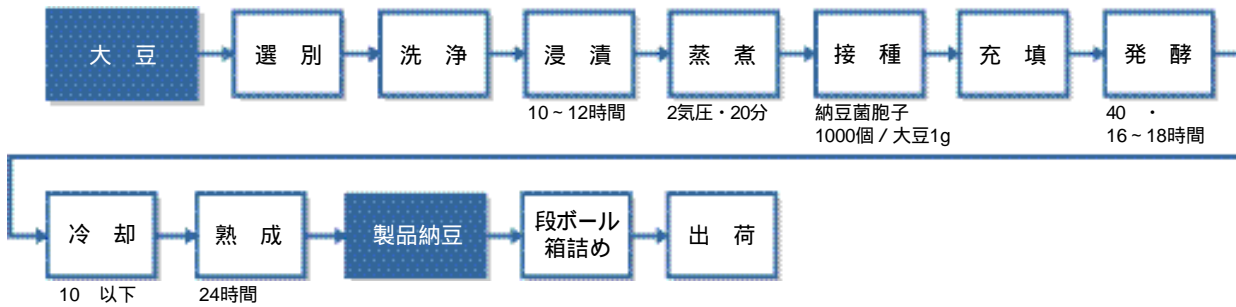 大 豆
選 別
洗 浄
浸 漬
10~12時間
蒸 煮
2気圧・20分
接 種
納豆菌胞子
1000個/大豆1g
充 填
発 酵
40 ・
16~18時間
冷 却
10 以下
熟 成
24時間
製品納豆
段ボール
箱詰め
出 荷